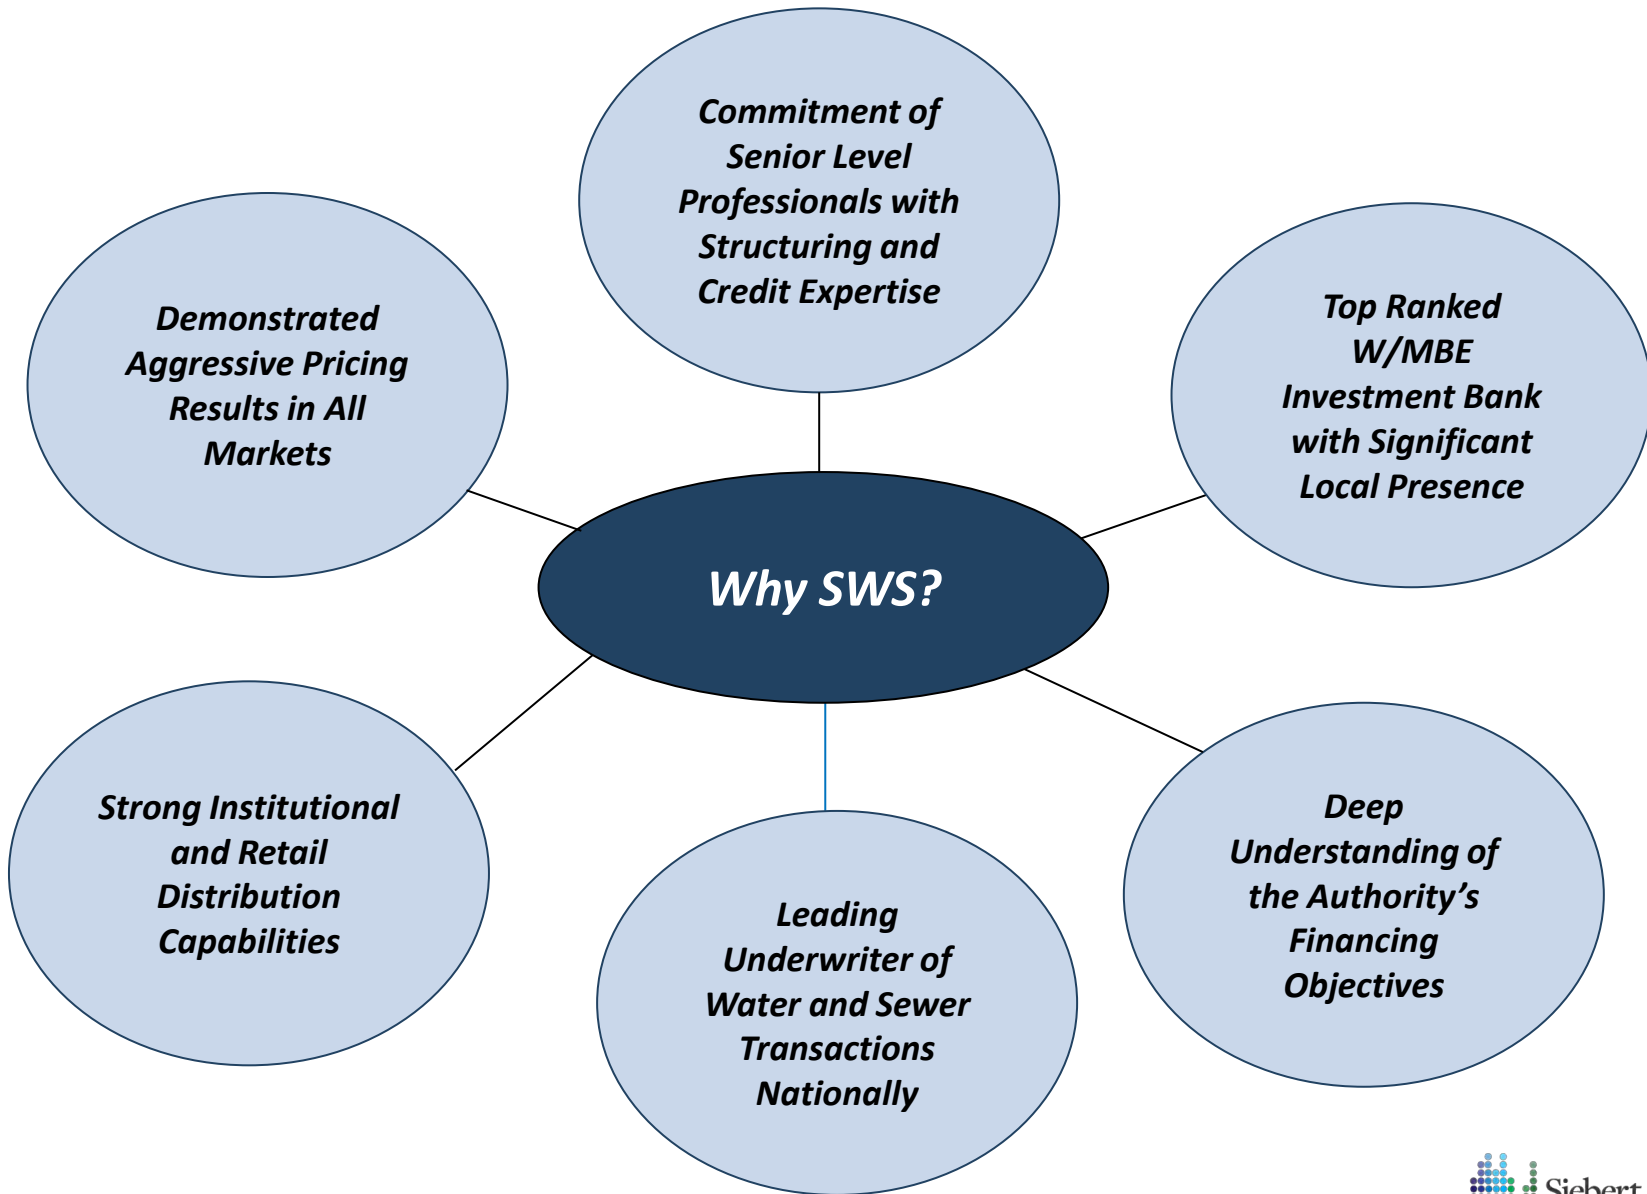 Commitment of
Senior Level
Professionals with
Structuring and
Credit Expertise
Demonstrated
Aggressive Pricing
Results in All
Markets
Top Ranked
W/MBE
Investment Bank
with Significant
Local Presence
Why SWS?
Strong Institutional
and Retail
Distribution
Capabilities
Leading
Underwriter of
Water and Sewer
Transactions
Nationally
Deep
Understanding of
the Authority’s
Financing
Objectives
Siebert